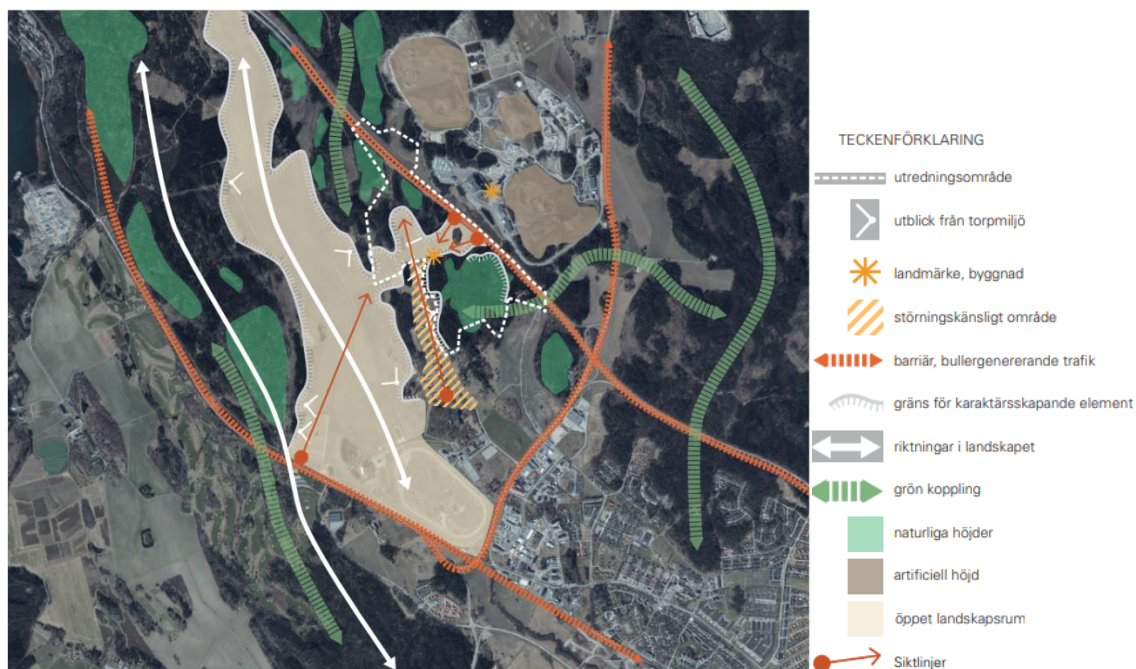 TECKENFÖRKLARING
utredningsområde
utblick från torpmiljö
landmärke, byggnad
störningskänsligt område
barriär, bullergenererande trafik
gräns för karaktärsskapande element
riktningar i landskapet
grön koppling
naturliga höjder
artificiell höjd
öppet landskapsrum
Siktlinjer